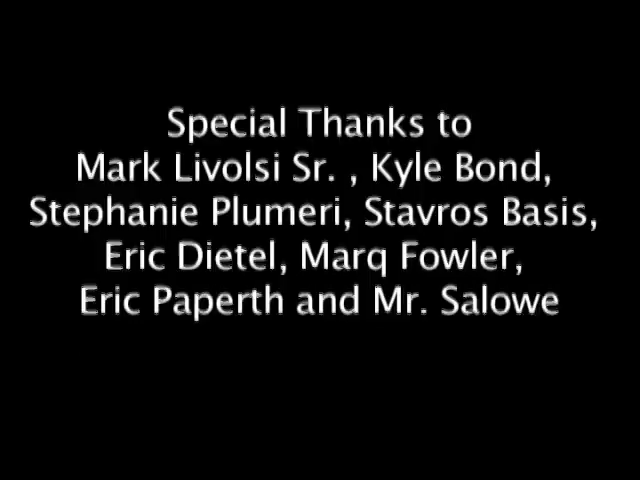 Special Thanks to
Mark Livolsi Sr. , Kyle Bond,
Stephanie Plumeri, Stavros Basis,
Eric Dietel, Marq Fowler,
Eric Paperth and Mr. Salowe